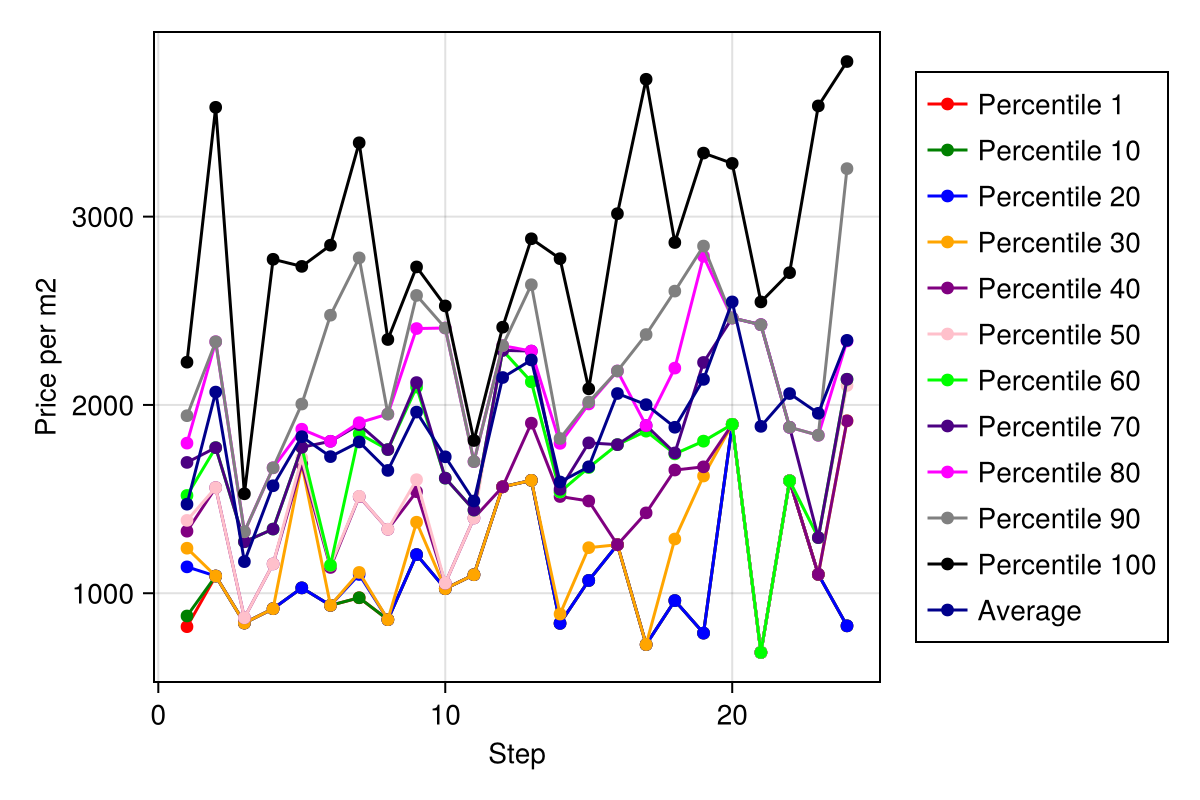 3000
2000
1000
0
10
20
Price per m2
Step
Percentile 1
Percentile 10
Percentile 20
Percentile 30
Percentile 40
Percentile 50
Percentile 60
Percentile 70
Percentile 80
Percentile 90
Percentile 100
Average